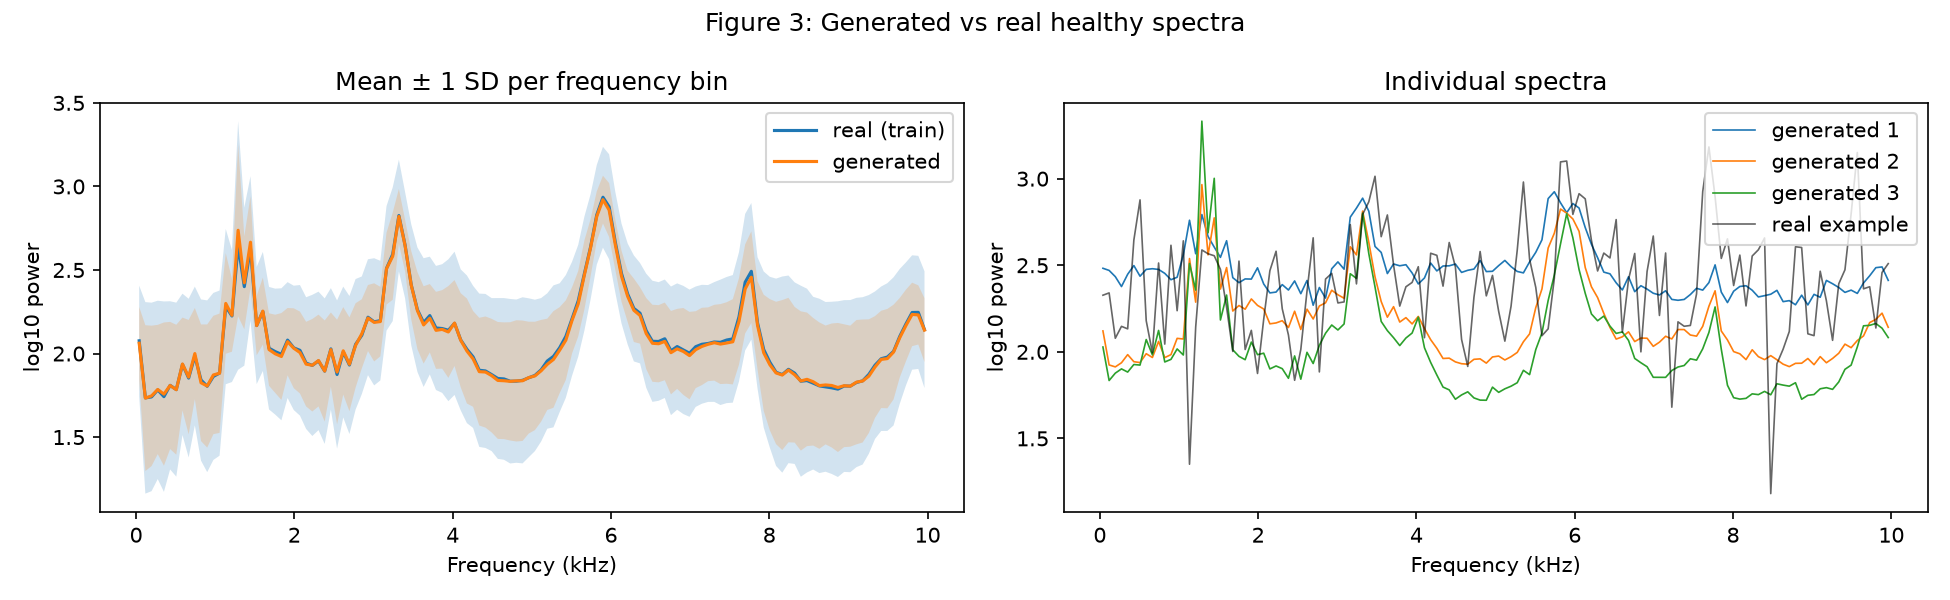 Figure 3: Generated vs real healthy spectra
Mean ± 1 SD per frequency bin
log10 power
3.5
3.0
2.5
2.0
1.5
real (train)
generated
0 2 4 6 8 10
Frequency (kHz)
Individual spectra
log10 power
3.0
2.5
2.0
1.5
generated 1
generated 2
generated 3
real example
0 2 4 6 8 10
Frequency (kHz)